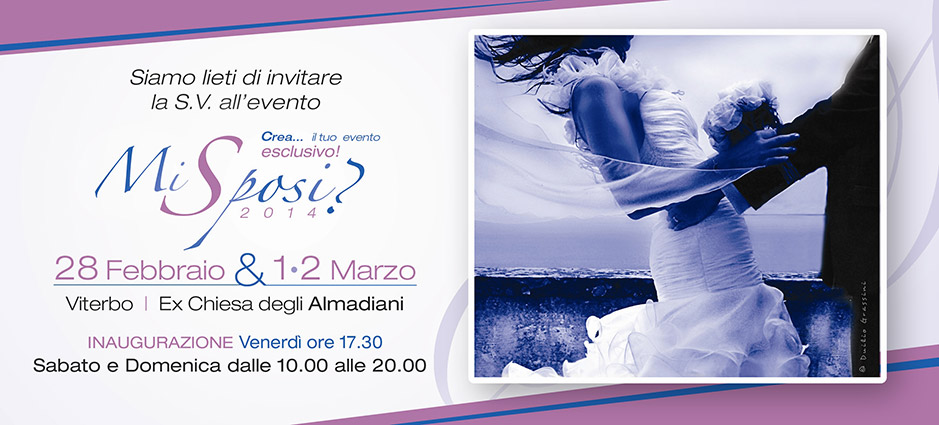 Siamo lieti di invitare
la S.V. all'evento
Crea... il tuo evento
esclusivo!
Mi Sposi?
2014
28 Febbraio & 1•2 Marzo
Viterbo | Ex Chiesa degli Almadiani
INAUGURAZIONE Venerdì ore 17.30
Sabato e Domenica dalle 10.00 alle 20.00
© Duilio Grassini